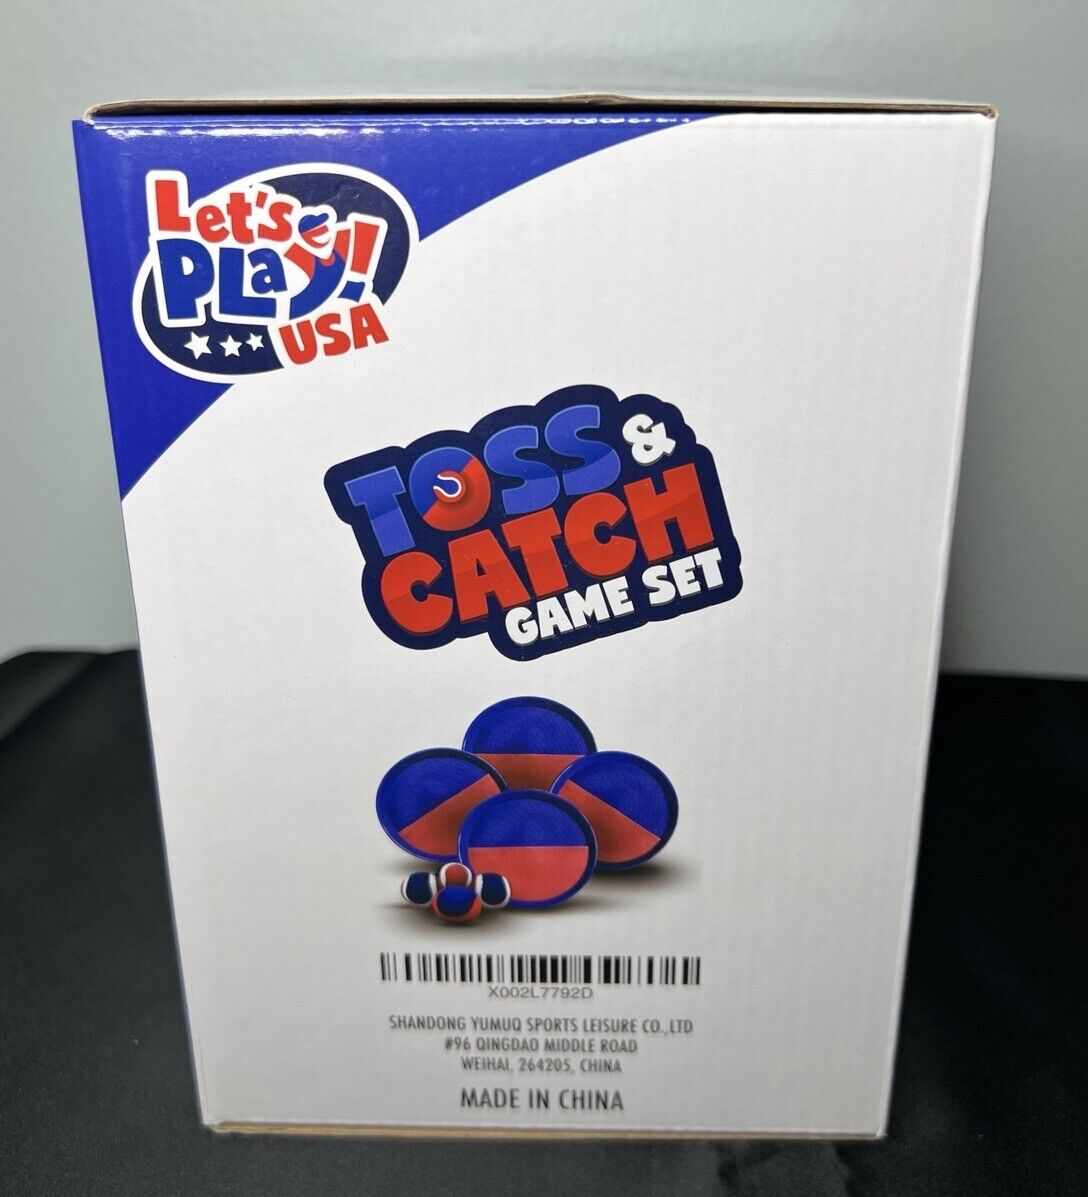 Let's
PLay!
USA
TOSS &
CATCH
GAME SET
X002L7792D
SHANDONG YUMUQ SPORTS LEISURE CO.,LTD
#96 QINGDAO MIDDLE ROAD
WEIHAI, 264205, CHINA
MADE IN CHINA